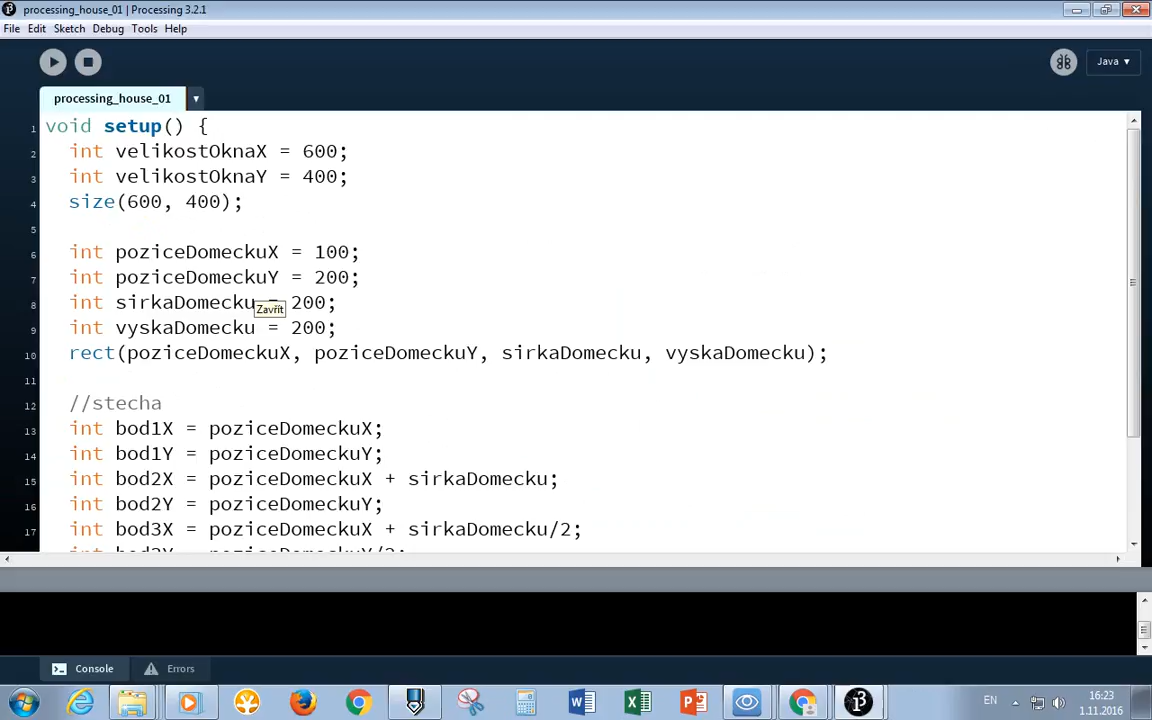 processing_house_01 | Processing 3.2.1
File Edit Sketch Debug Tools Help
Java ▼
processing_house_01 ▼
1 void setup() {
2 int velikostOknaX = 600;
3 int velikostOknaY = 400;
4 size(600, 400);
5
6 int poziceDomeckuX = 100;
7 int poziceDomeckuY = 200;
8 int sirkaDomecku = 200;
Zavřít
9 int vyskaDomecku = 200;
10 rect(poziceDomeckuX, poziceDomeckuY, sirkaDomecku, vyskaDomecku);
11
12 //stecha
13 int bod1X = poziceDomeckuX;
14 int bod1Y = poziceDomeckuY;
15 int bod2X = poziceDomeckuX + sirkaDomecku;
16 int bod2Y = poziceDomeckuY;
17 int bod3X = poziceDomeckuX + sirkaDomecku/2;
int bod3Y = poziceDomeckuY/2;
Console Errors
EN 16:23
1.11.2016